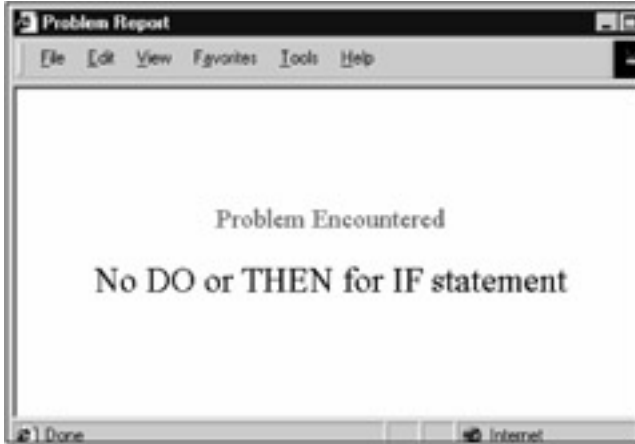 Problem Report
File Edit View Favorites Tools Help
Problem Encountered
No DO or THEN for IF statement
Done Internet